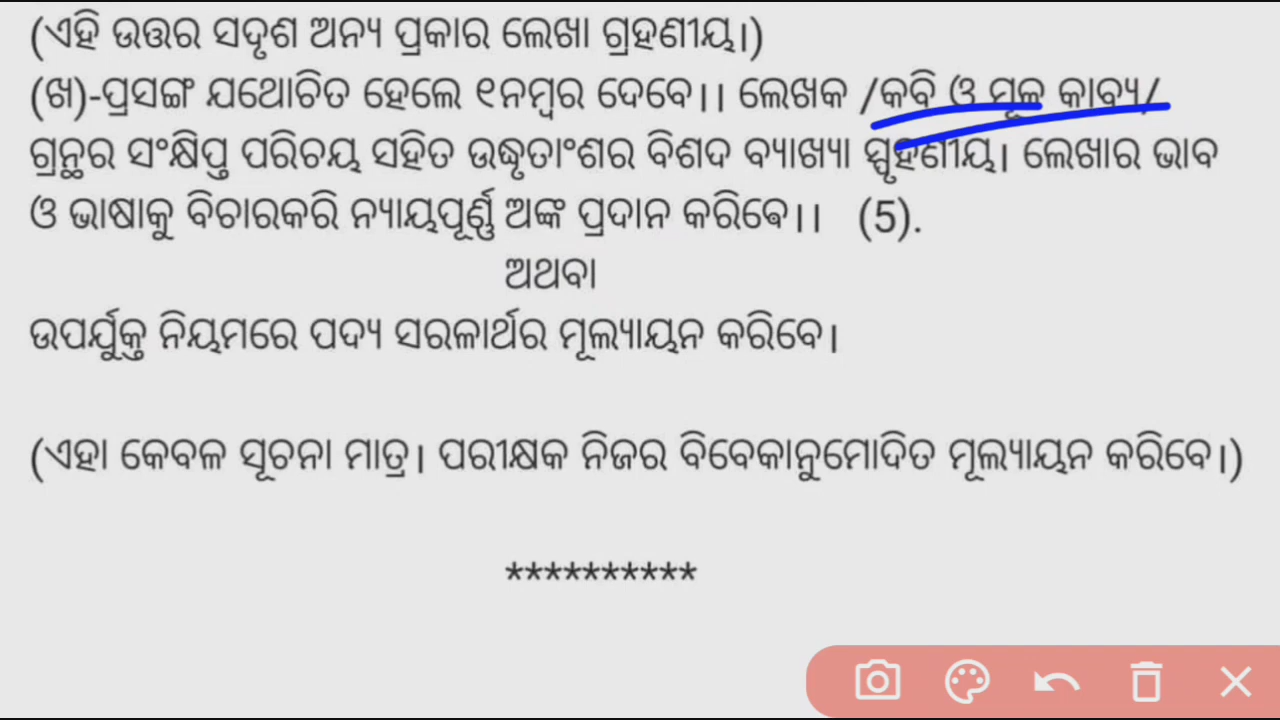 (ଏହି ଉତ୍ତର ସଦୃଶ ଅନ୍ୟ ପ୍ରକାର ଲେଖା ଗ୍ରହଣୀୟ।)
(ଖ)-ପ୍ରସଙ୍ଗ ଯଥୋଚିତ ହେଲେ ୧ନମ୍ବର ଦେବେ।। ଲେଖକ /କବି ଓ ମୂଳ କାବ୍ୟ/
ଗ୍ରନ୍ଥର ସଂକ୍ଷିପ୍ତ ପରିଚୟ ସହିତ ଉଦ୍ଧୃତାଂଶର ବିଶଦ ବ୍ୟାଖ୍ୟା ସ୍ପୃହଣୀୟ। ଲେଖାର ଭାବ
ଓ ଭାଷାକୁ ବିଚାରକରି ନ୍ୟାୟପୂର୍ଣ୍ଣ ଅଙ୍କ ପ୍ରଦାନ କରିଵେ।। (5).
ଅଥବା
ଉପର୍ଯୁକ୍ତ ନିୟମରେ ପଦ୍ୟ ସରଳାର୍ଥର ମୂଲ୍ୟାୟନ କରିବେ।
(ଏହା କେବଳ ସୂଚନା ମାତ୍ର। ପରୀକ୍ଷକ ନିଜର ବିବେକାନୁମୋଦିତ ମୂଲ୍ୟାୟନ କରିବେ।)
**********